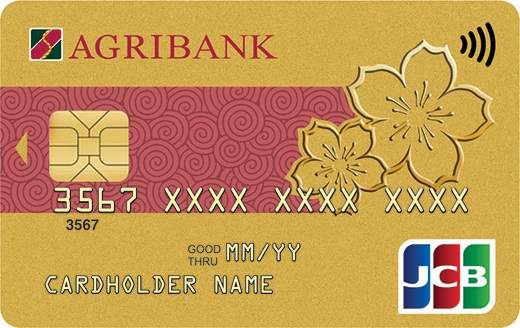 AGRIBANK
3567 XXXX XXXX XXXX
3567
GOOD THRU MM/YY
CARDHOLDER NAME
JCB